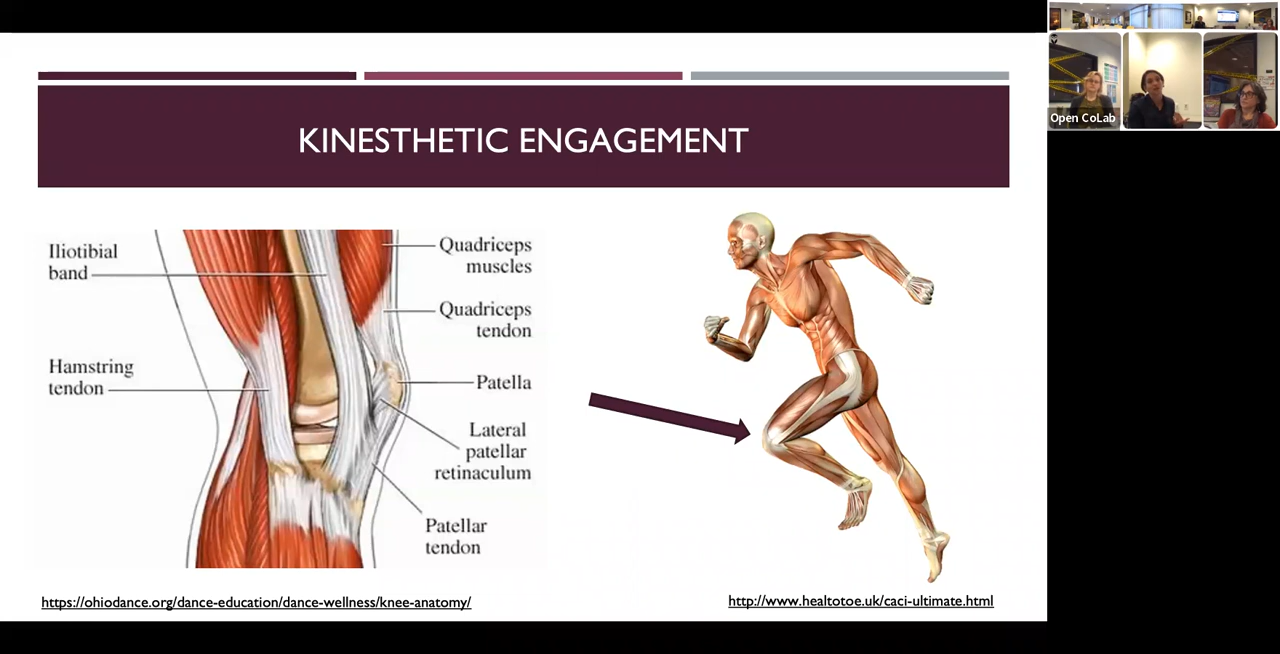 KINESTHETIC ENGAGEMENT
Iliotibial
band
Hamstring
tendon
Quadriceps
muscles
Quadriceps
tendon
Patella
Lateral
patellar
retinaculum
Patellar
tendon
https://ohiodance.org/dance-education/dance-wellness/knee-anatomy/
http://www.healtotoe.uk/caci-ultimate.html
Open CoLab